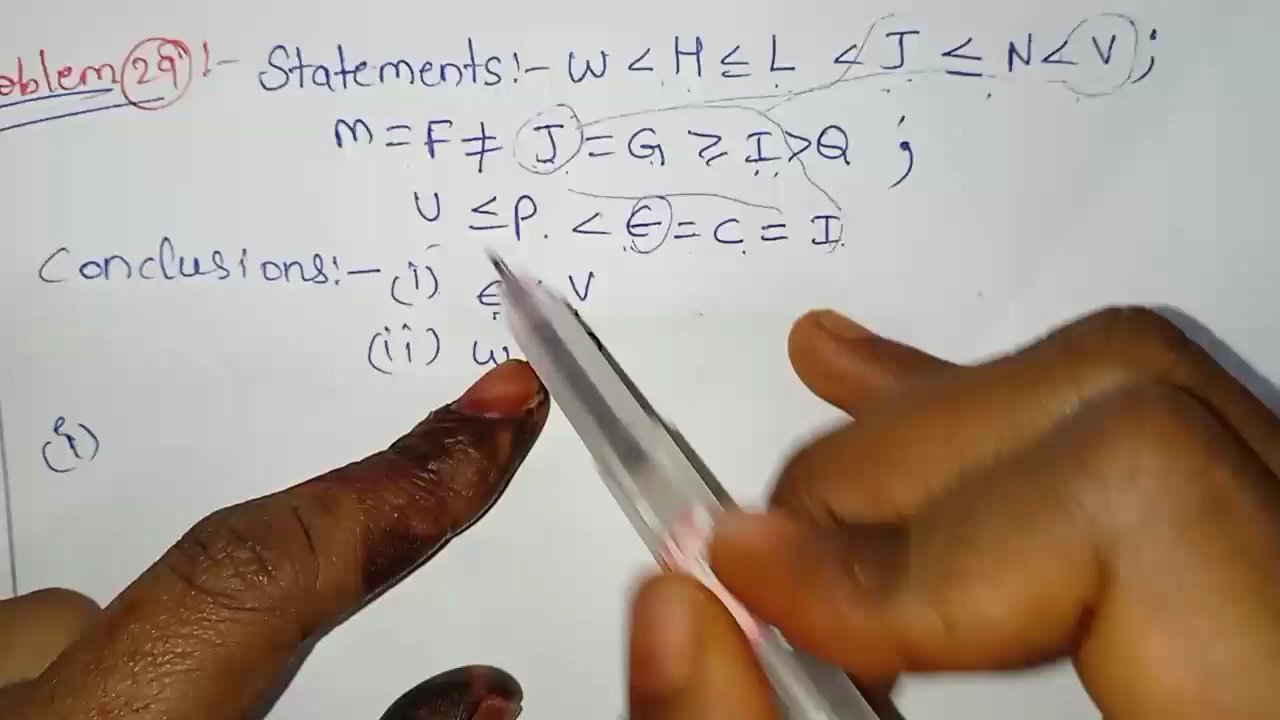 oblem (29) :- Statements :- W < H ≤ L < J ≤ N < V ;
M = F ≠ J = G ≥ I > Q ;
U ≤ P < E = C = I
Conclusions :- (i) E V
(ii) W
(i)